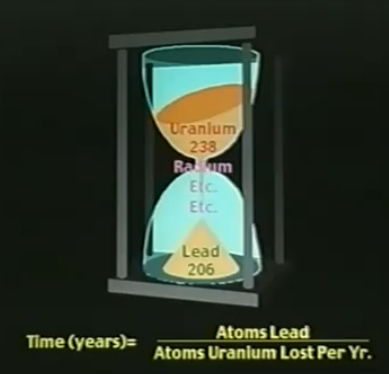 Uranium
238
Radium
Etc.
Etc.
Lead
206
Time (years)= Atoms Lead
Atoms Uranium Lost Per Yr.